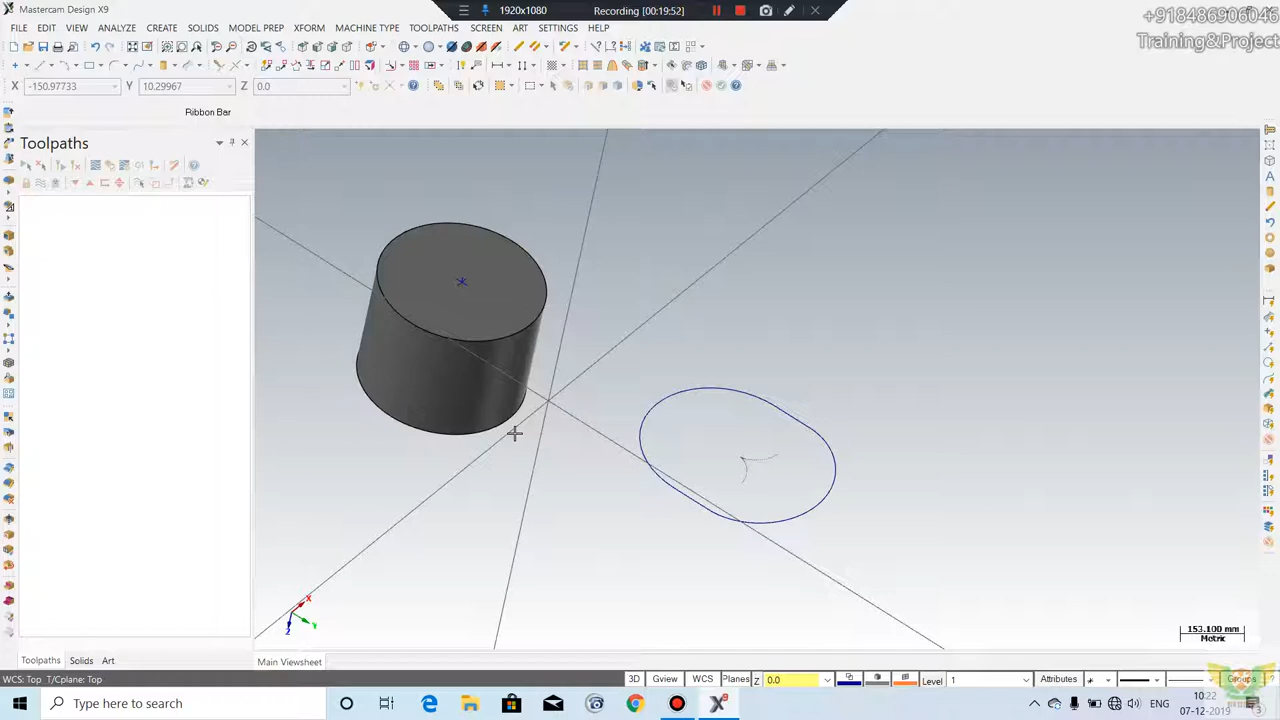 Mastercam Design X9
1920x1080
Recording [00:19:52]
+918486906046
Training&Project
FILE EDIT VIEW ANALYZE CREATE SOLIDS MODEL PREP XFORM MACHINE TYPE TOOLPATHS SCREEN ART SETTINGS HELP
X -150.97733 Y 10.29967 Z 0.0
Ribbon Bar
Toolpaths
X
Y
Z
153.100 mm
Metric
Toolpaths Solids Art
Main Viewsheet
WCS: Top T/Cplane: Top
3D Gview WCS Planes Z 0.0 Level 1 Attributes Groups ?
Type here to search
ENG
10:22
07-12-2019
3